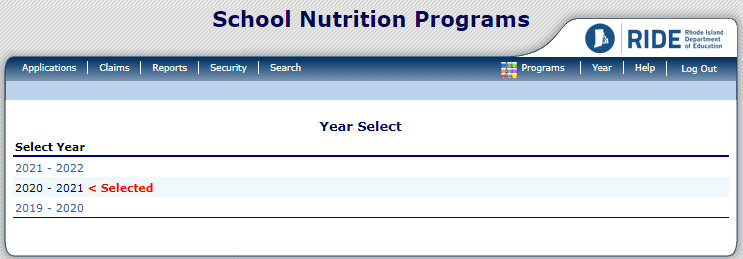 School Nutrition Programs
RIDE Rhode Island
Department
of Education
Applications | Claims | Reports | Security | Search Programs | Year | Help | Log Out
Year Select
Select Year
2021 - 2022
2020 - 2021 < Selected
2019 - 2020